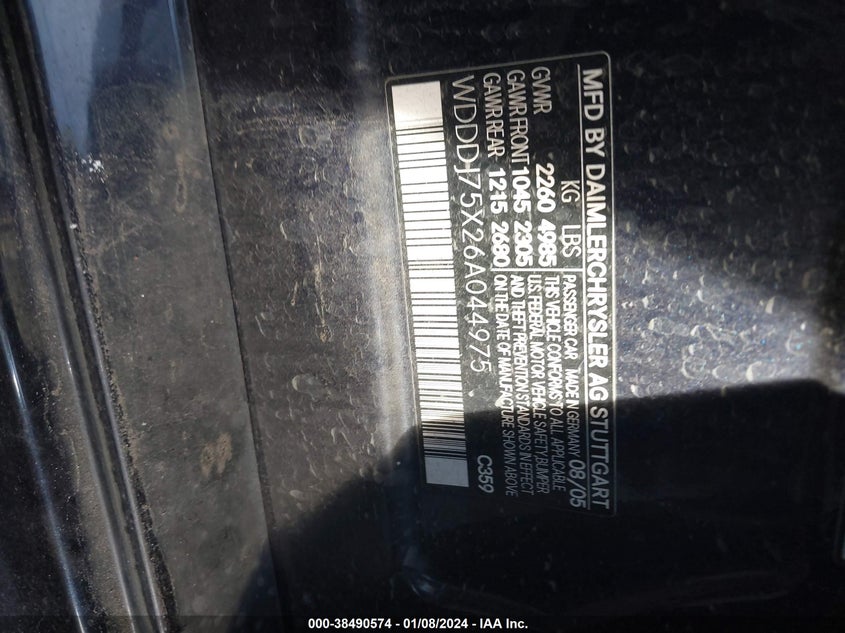 MFD BY DAIMLERCHRYSLER AG STUTTGART
KG LBS
GVWR 2260 4985
GAWR FRONT 1045 2305
GAWR REAR 1215 2680
PASSENGER CAR MADE IN GERMANY 08/05
THIS VEHICLE CONFORMS TO ALL APPLICABLE
U.S. FEDERAL MOTOR VEHICLE SAFETY, BUMPER
AND THEFT PREVENTION STANDARDS IN EFFECT
ON THE DATE OF MANUFACTURE SHOWN ABOVE
WDDDJ75X26A044975 C359
000-38490574 - 01/08/2024 - IAA Inc.